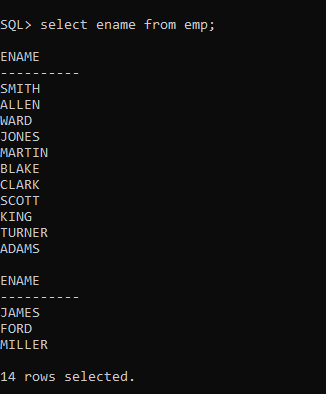 SQL> select ename from emp;
ENAME
----------
SMITH
ALLEN
WARD
JONES
MARTIN
BLAKE
CLARK
SCOTT
KING
TURNER
ADAMS
ENAME
----------
JAMES
FORD
MILLER
14 rows selected.